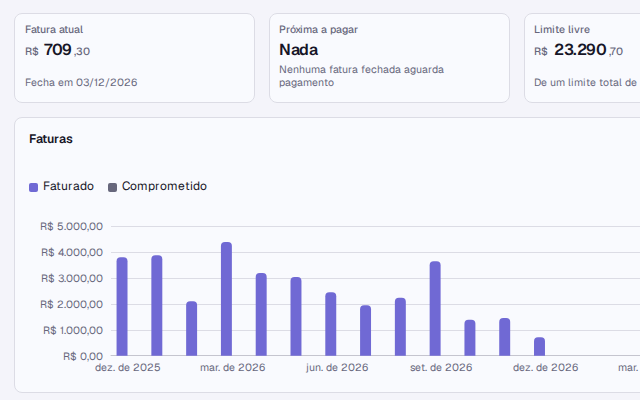 Fatura atual
R$ 709,30
Fecha em 03/12/2026
Próxima a pagar
Nada
Nenhuma fatura fechada aguarda
pagamento
Limite livre
R$ 23.290,70
De um limite total de
Faturas
Faturado
Comprometido
R$ 5.000,00
R$ 4.000,00
R$ 3.000,00
R$ 2.000,00
R$ 1.000,00
R$ 0,00
dez. de 2025
mar. de 2026
jun. de 2026
set. de 2026
dez. de 2026
mar.